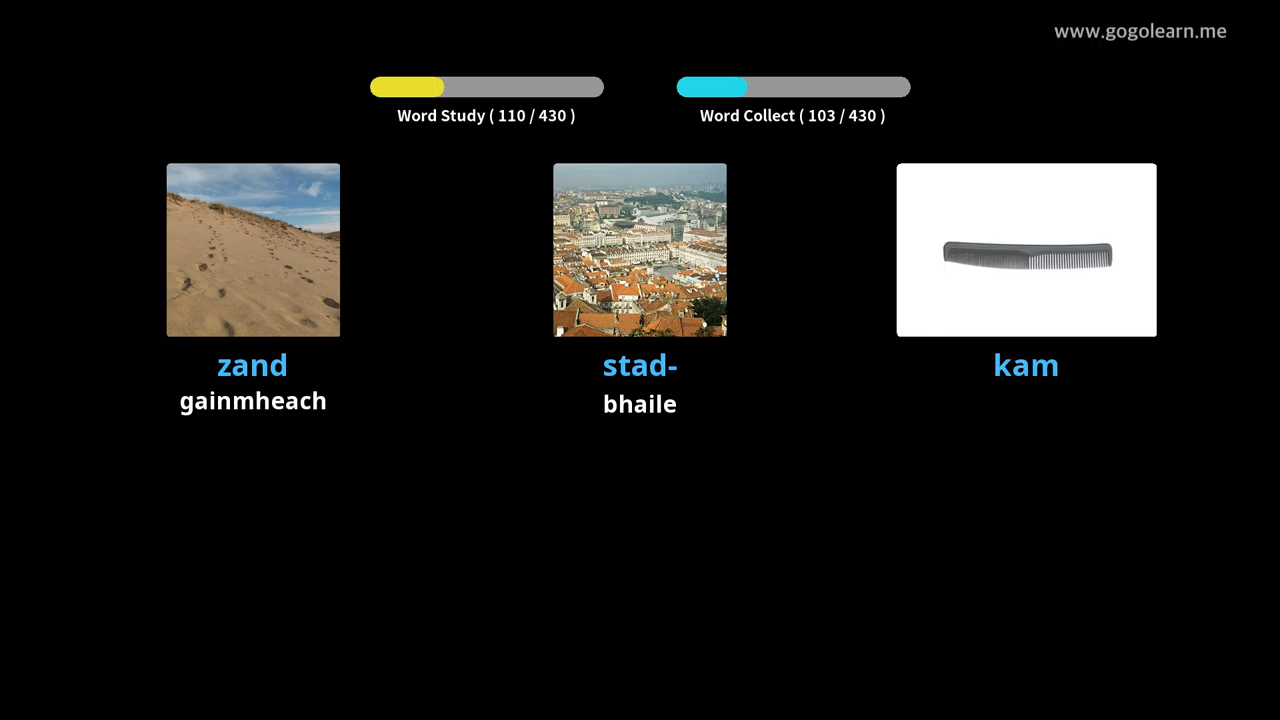 www.gogolearn.me
Word Study ( 110 / 430 )
Word Collect ( 103 / 430 )
zand
gainmheach
stad-
bhaile
kam